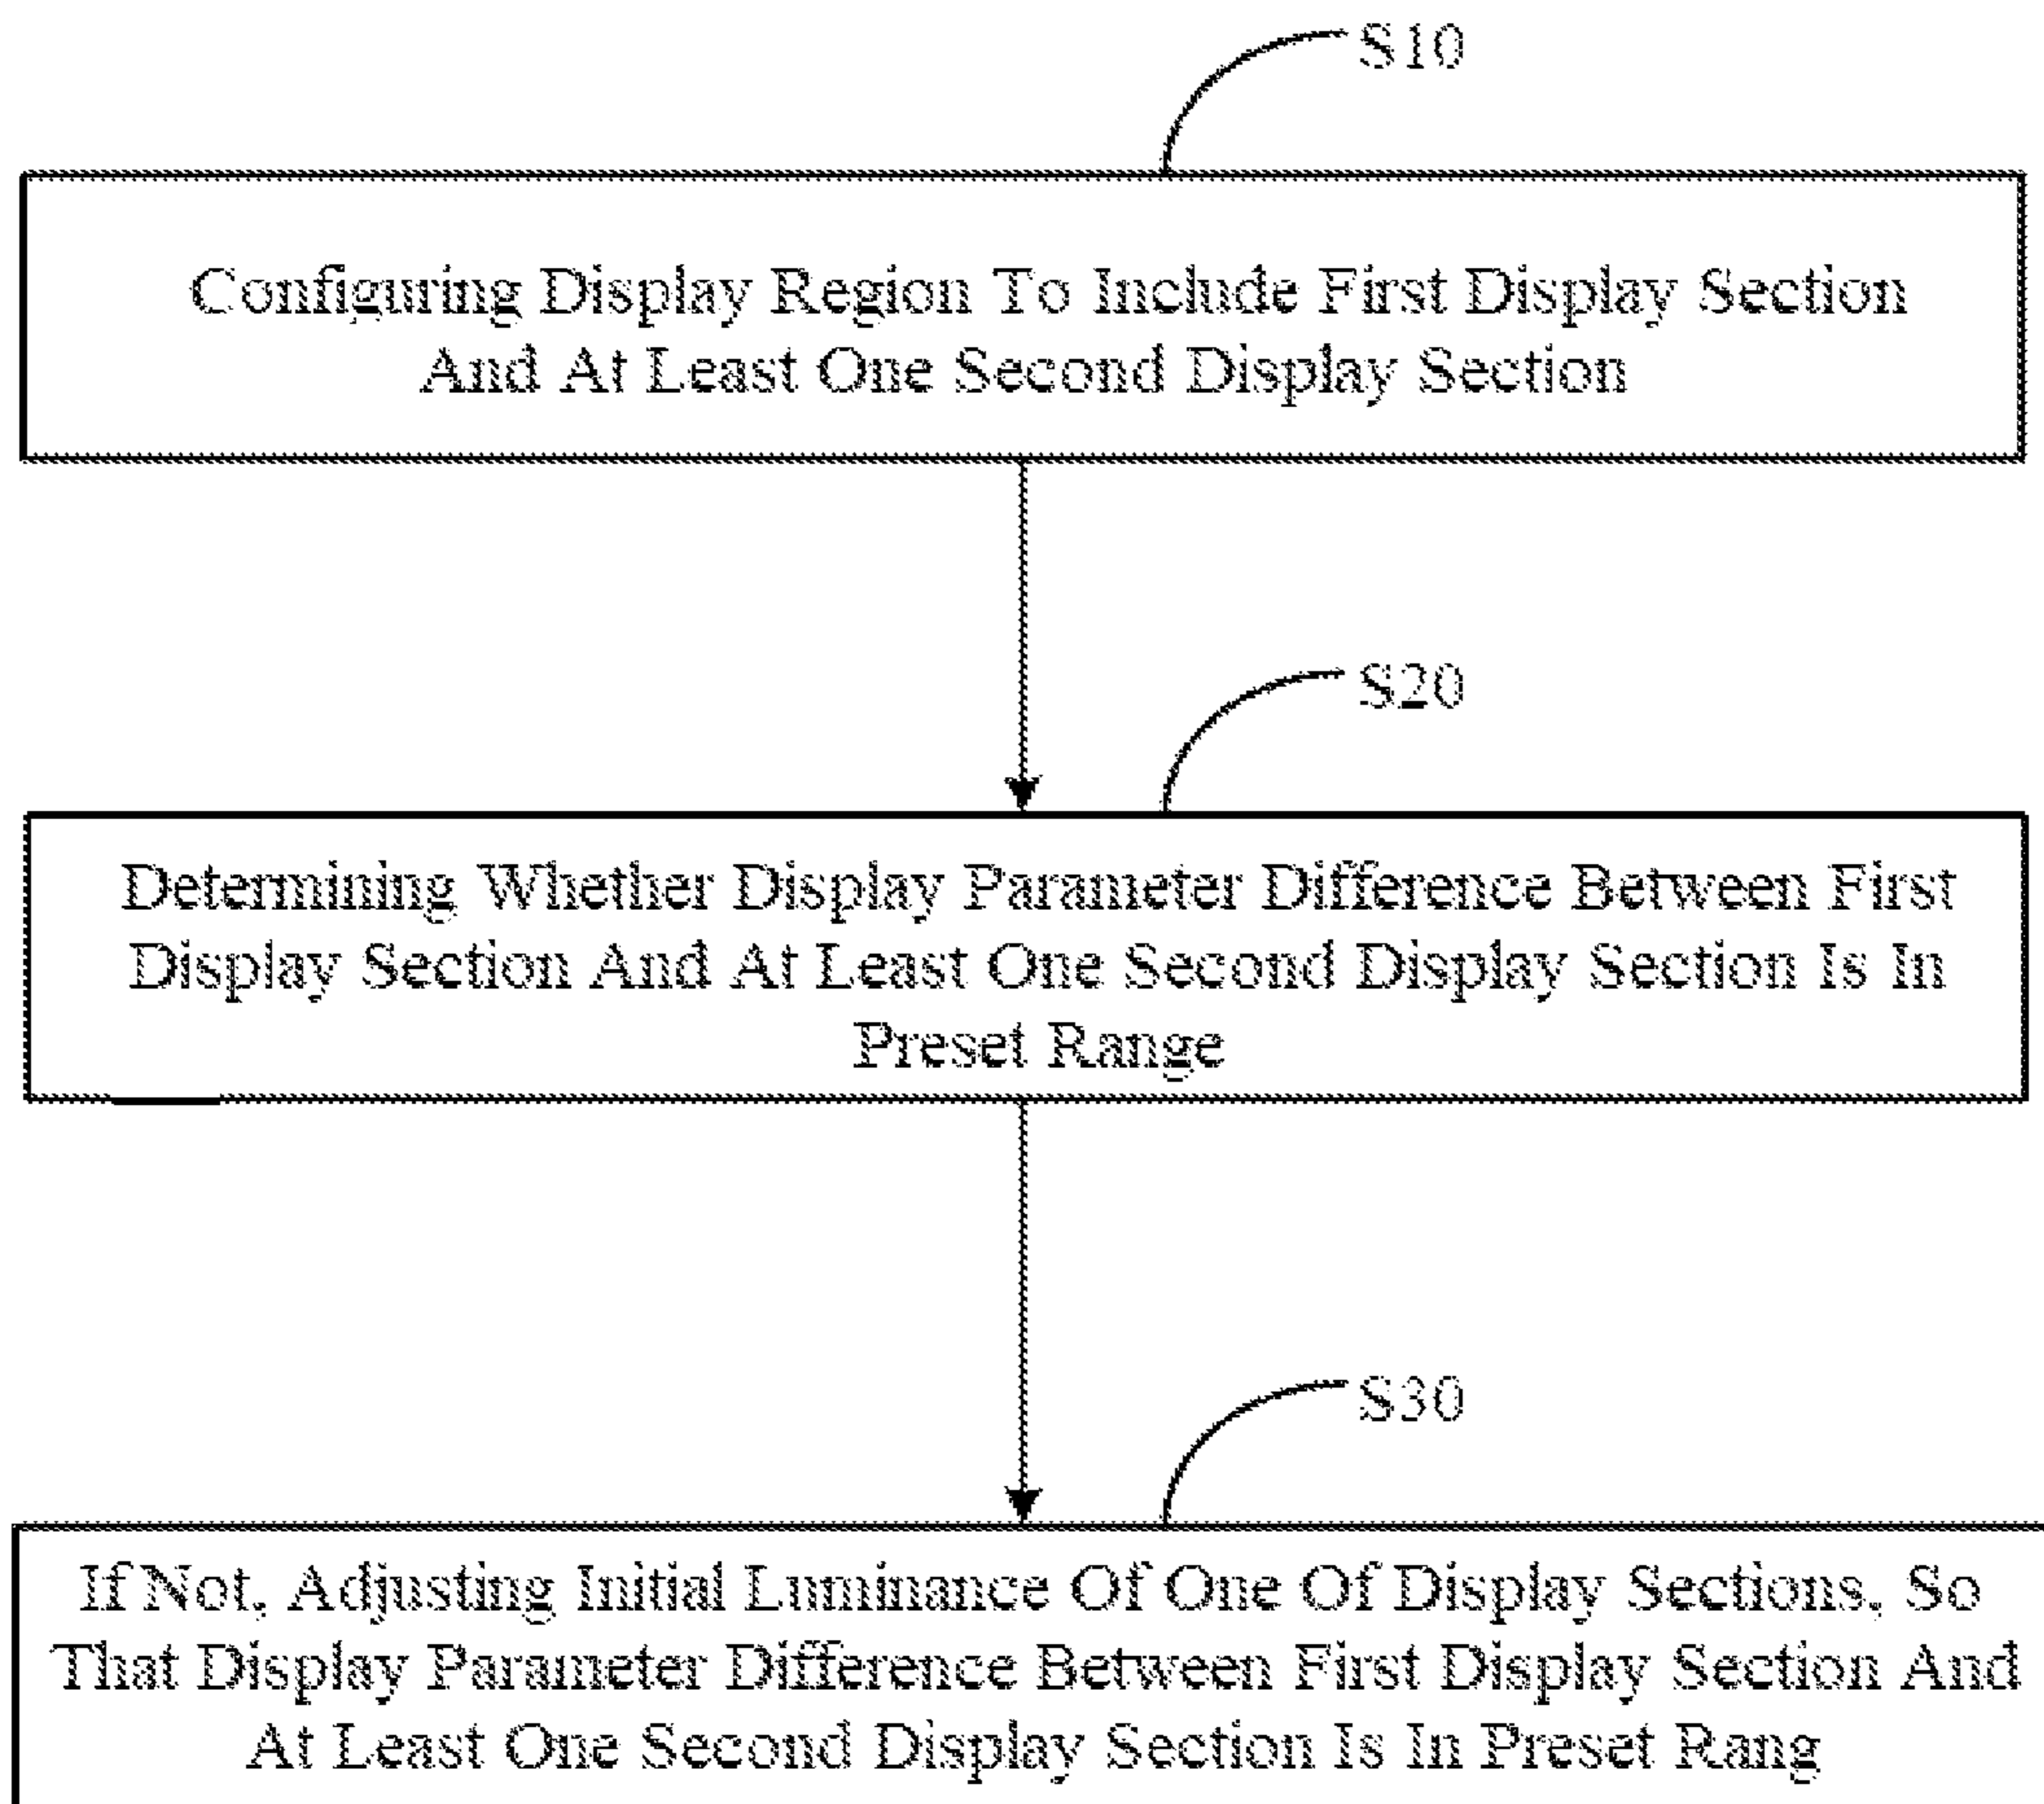 S10
Configuring Display Region To Include First Display Section
And At Least One Second Display Section
S20
Determining Whether Display Parameter Difference Between First
Display Section And At Least One Second Display Section Is In
Preset Range
S30
If Not, Adjusting Initial Luminance Of One Of Display Sections, So
That Display Parameter Difference Between First Display Section And
At Least One Second Display Section Is In Preset Rang